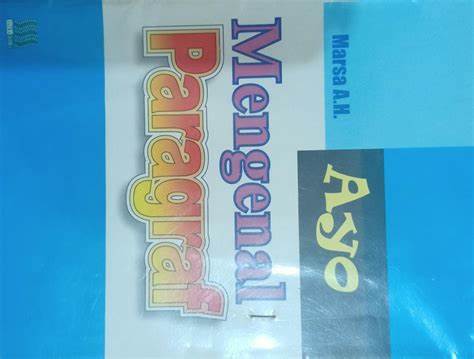 Marsa A.H.
Ayo
Mengenal
Paragraf